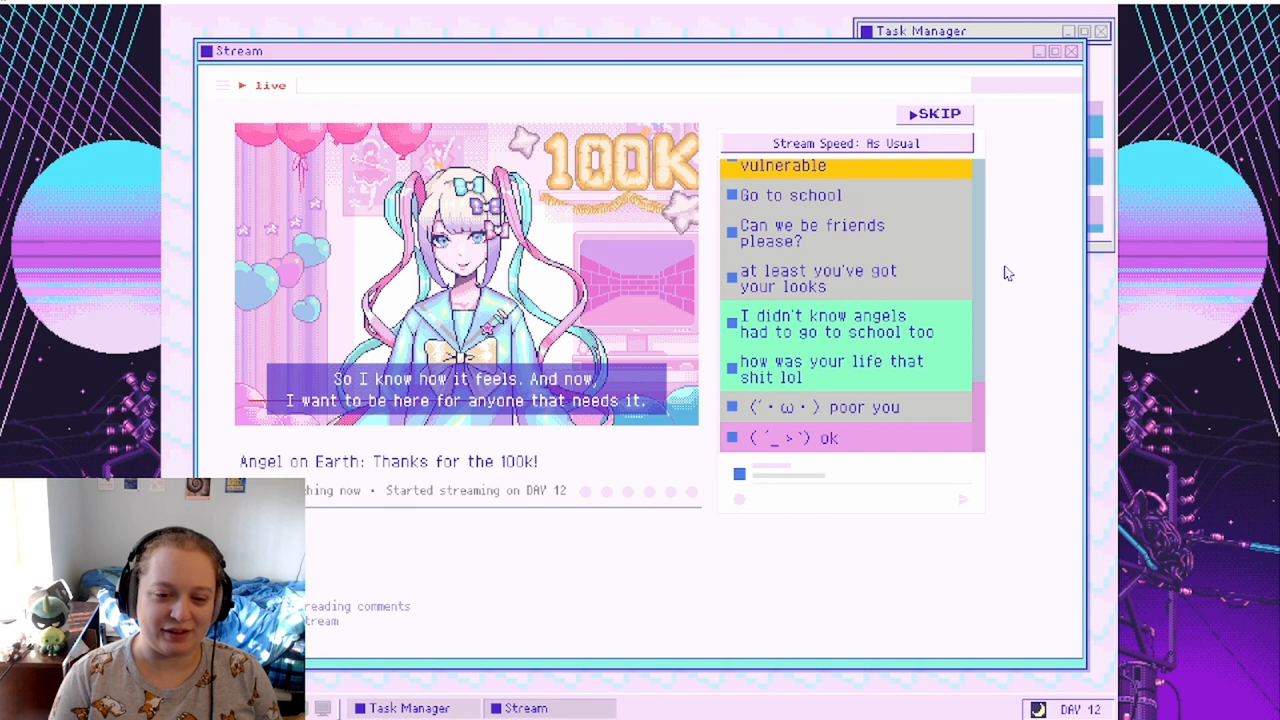 Task Manager
Stream
live
SKIP
Stream Speed: As Usual
100K
vulnerable
Go to school
Can we be friends
please?
at least you've got
your looks
I didn't know angels
had to go to school too
how was your life that
shit lol
(´・ω・) poor you
(´_>`) ok
So I know how it feels. And now,
I want to be here for anyone that needs it.
Angel on Earth: Thanks for the 100k!
now • Started streaming on DAY 12
reading comments
Task Manager
Stream
DAY 12